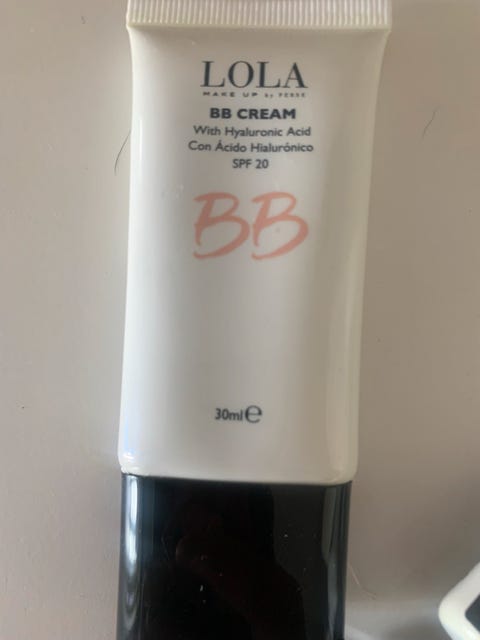 LOLA
MAKE UP by PERSE
BB CREAM
With Hyaluronic Acid
Con Ácido Hialurónico
SPF 20
BB
30ml℮